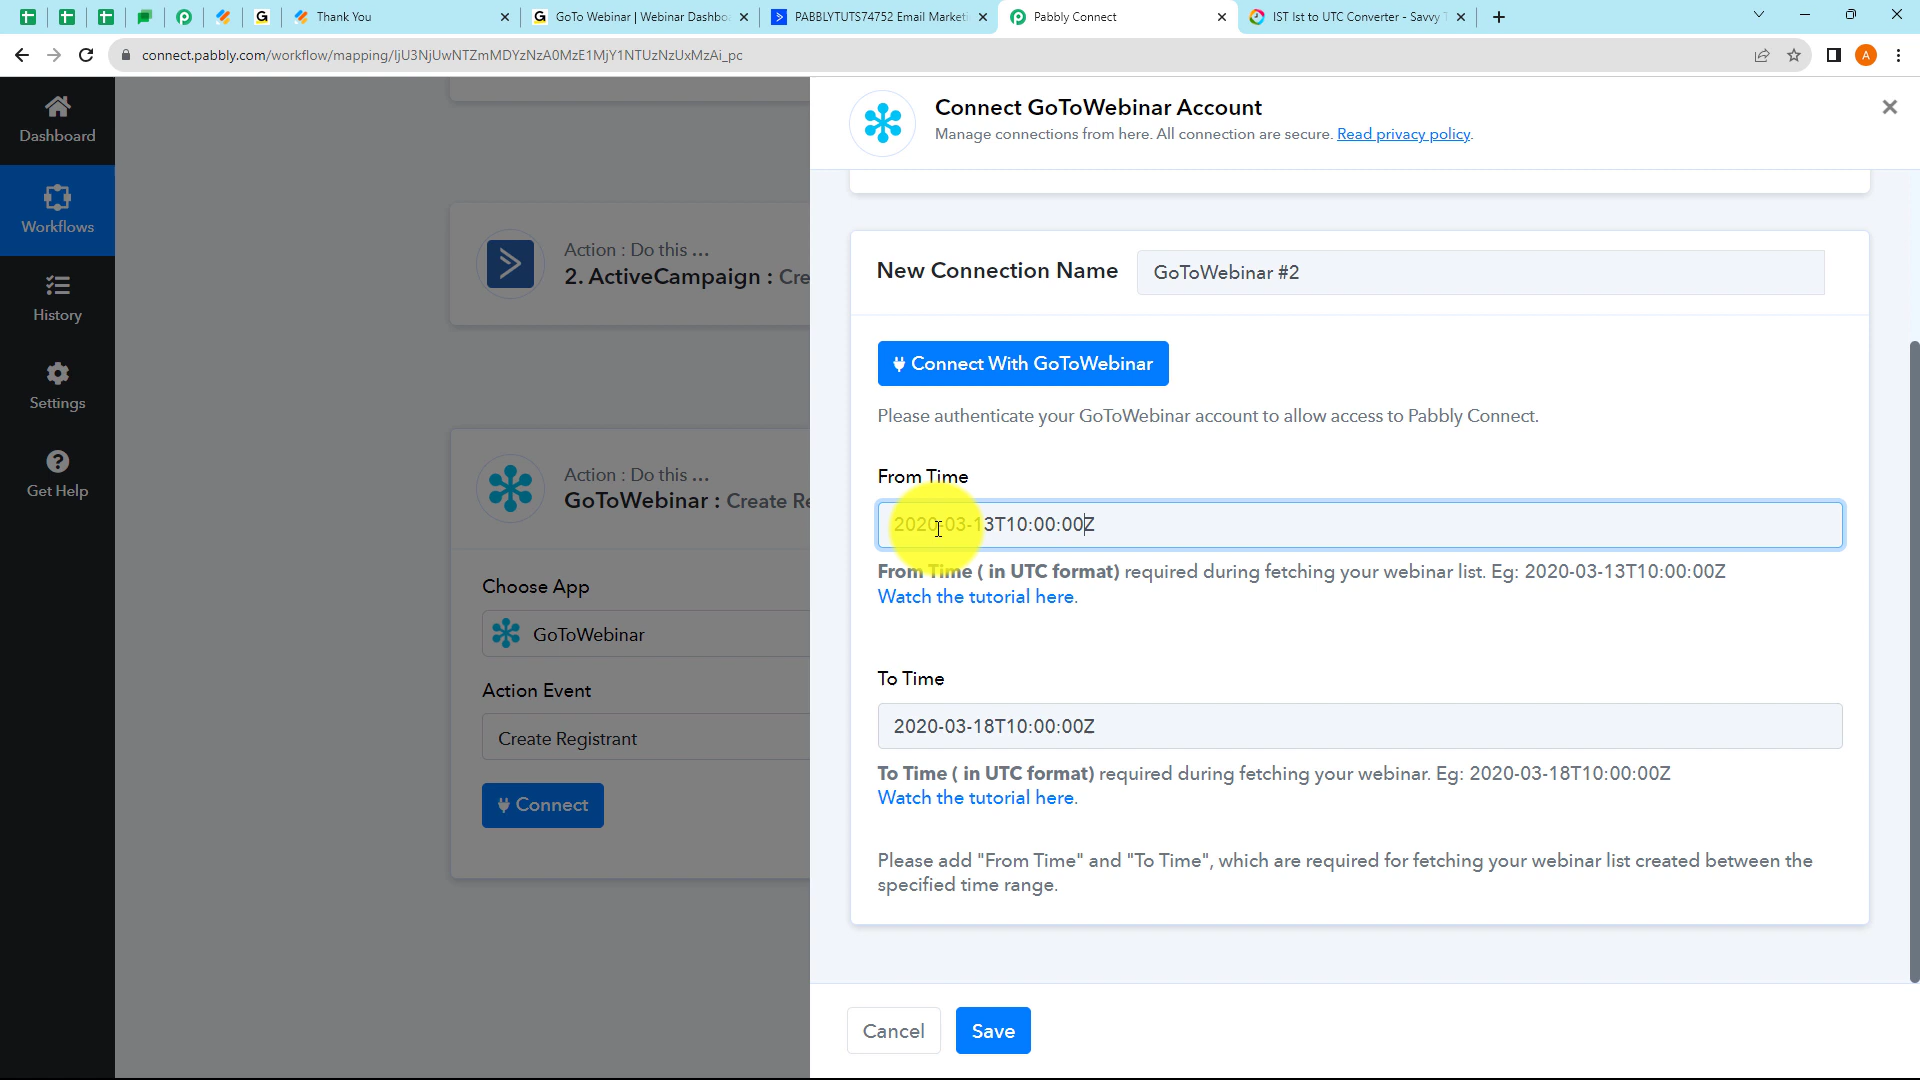 Thank You
GoTo Webinar | Webinar Dashbo
PABBLYTUTS74752 Email Marketi
Pabbly Connect
IST Ist to UTC Converter - Savvy T
connect.pabbly.com/workflow/mapping/IjU3NjUwNTZmMDYzNzA0MzE1MjY1NTUzNzUxMzAi_pc
A
Dashboard
Workflows
History
Settings
Get Help
Action : Do this ...
2. ActiveCampaign : Cre
Action : Do this ...
GoToWebinar : Create Re
Choose App
GoToWebinar
Action Event
Create Registrant
Connect
Connect GoToWebinar Account
Manage connections from here. All connection are secure. Read privacy policy.
New Connection Name
GoToWebinar #2
Connect With GoToWebinar
Please authenticate your GoToWebinar account to allow access to Pabbly Connect.
From Time
2020-03-13T10:00:00Z
From Time ( in UTC format) required during fetching your webinar list. Eg: 2020-03-13T10:00:00Z
Watch the tutorial here.
To Time
2020-03-18T10:00:00Z
To Time ( in UTC format) required during fetching your webinar. Eg: 2020-03-18T10:00:00Z
Watch the tutorial here.
Please add "From Time" and "To Time", which are required for fetching your webinar list created between the
specified time range.
Cancel
Save